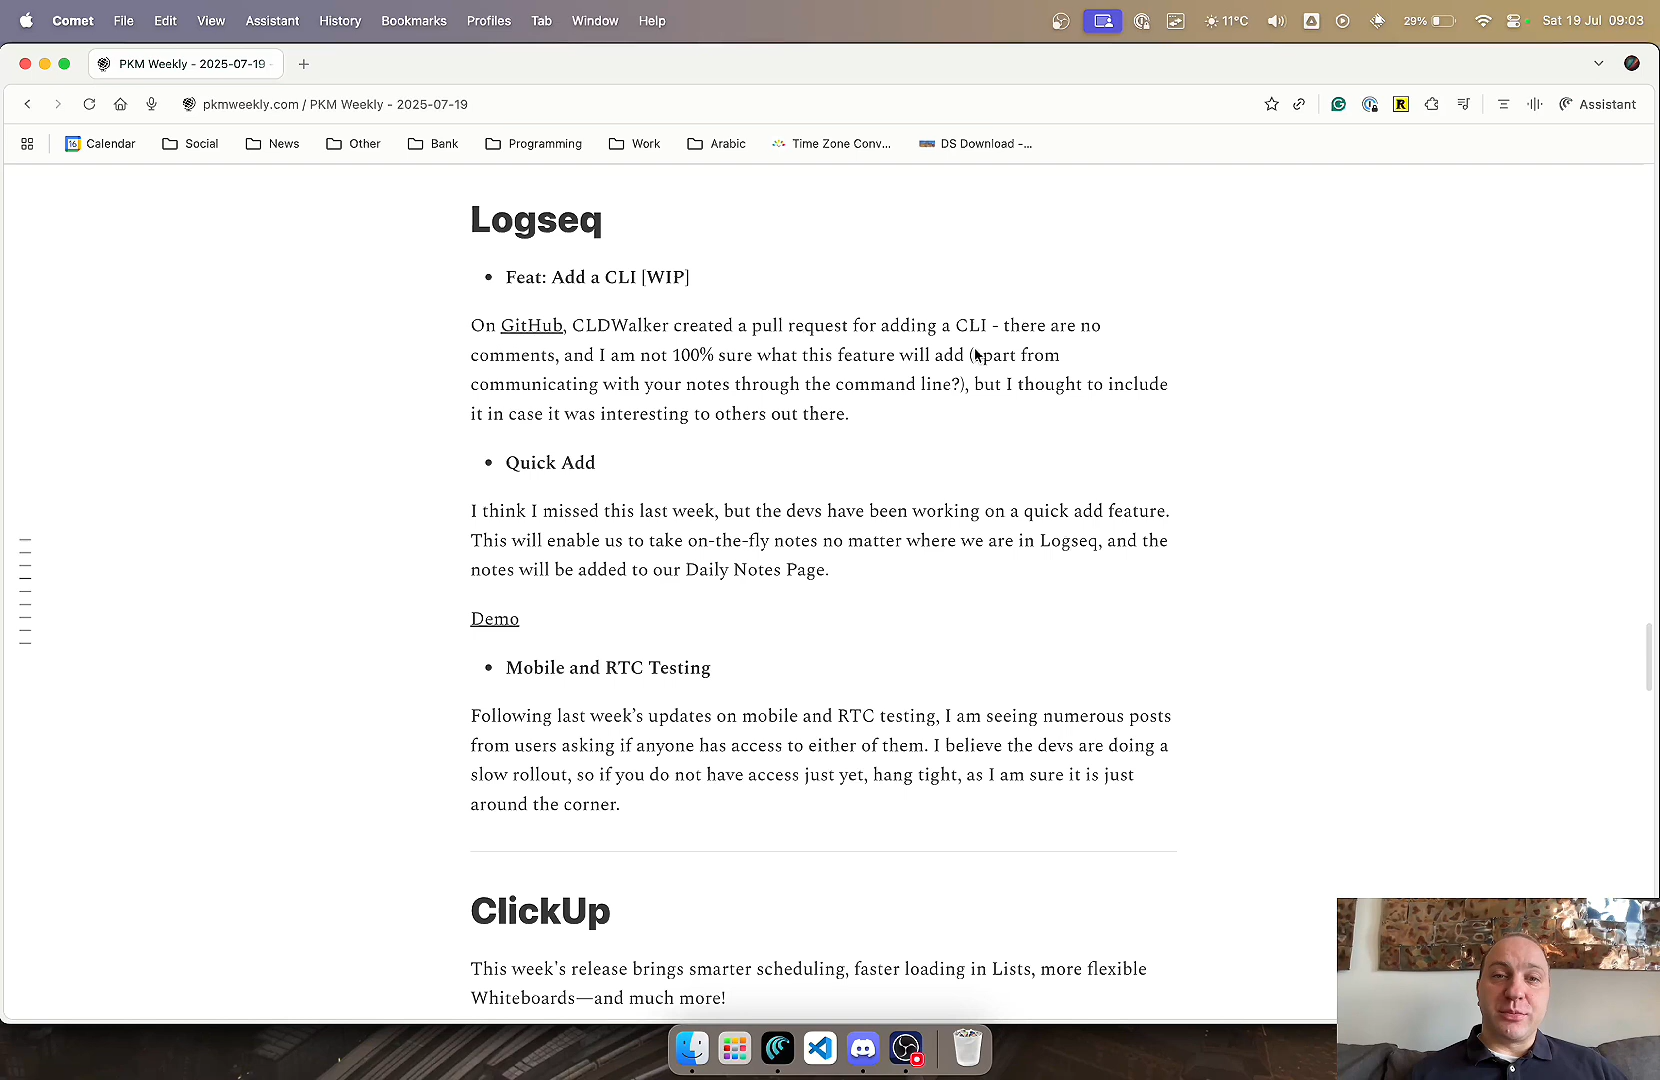 Comet File Edit View Assistant History Bookmarks Profiles Tab Window Help 11°C 29% Sat 19 Jul 09:03
PKM Weekly - 2025-07-19 -
pkmweekly.com / PKM Weekly - 2025-07-19 Assistant
Calendar Social News Other Bank Programming Work Arabic Time Zone Conv... DS Download -...
Logseq
• Feat: Add a CLI [WIP]
On GitHub, CLDWalker created a pull request for adding a CLI - there are no
comments, and I am not 100% sure what this feature will add (apart from
communicating with your notes through the command line?), but I thought to include
it in case it was interesting to others out there.
• Quick Add
I think I missed this last week, but the devs have been working on a quick add feature.
This will enable us to take on-the-fly notes no matter where we are in Logseq, and the
notes will be added to our Daily Notes Page.
Demo
• Mobile and RTC Testing
Following last week's updates on mobile and RTC testing, I am seeing numerous posts
from users asking if anyone has access to either of them. I believe the devs are doing a
slow rollout, so if you do not have access just yet, hang tight, as I am sure it is just
around the corner.
ClickUp
This week's release brings smarter scheduling, faster loading in Lists, more flexible
Whiteboards—and much more!